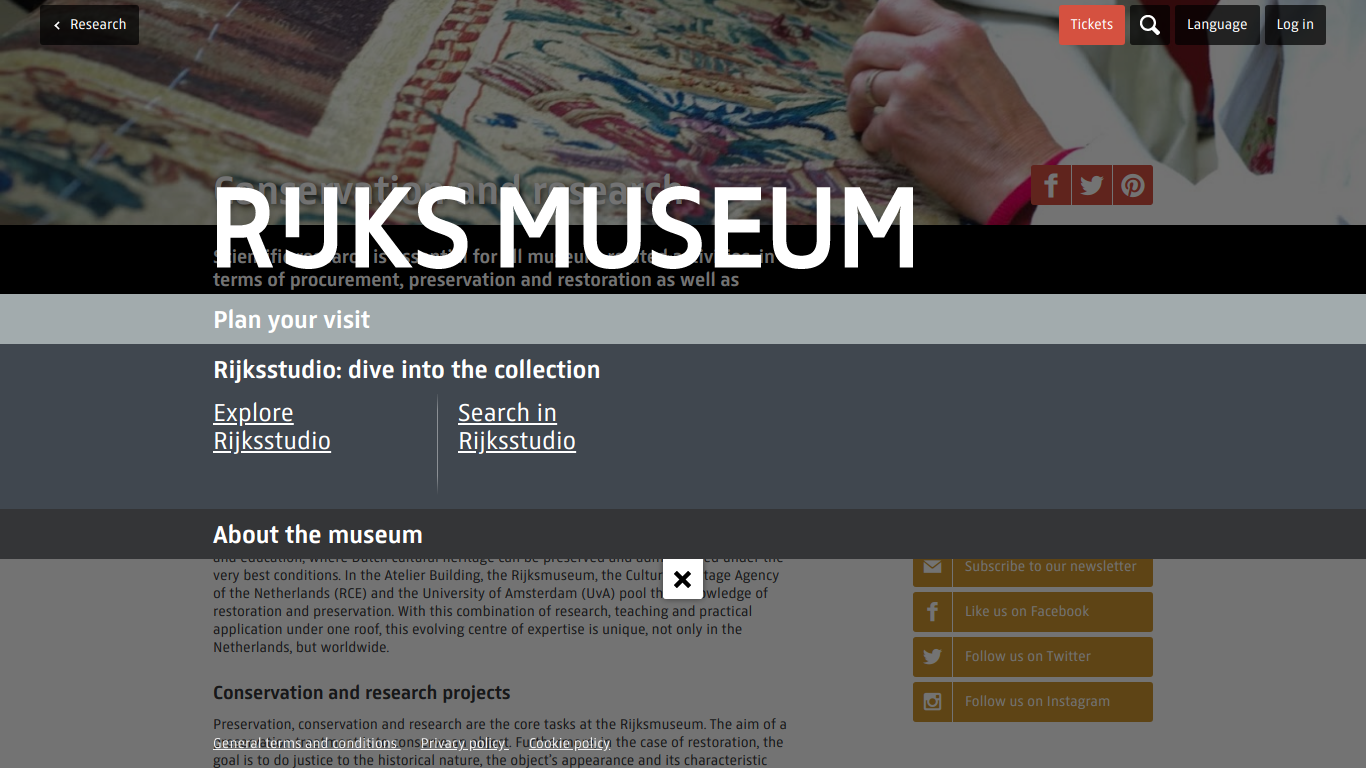 Research
Tickets
Language
Log in
Conservation and research
RIJKS MUSEUM
Scientific research is essential for all museum-related activities, in
terms of procurement, preservation and restoration as well as
Plan your visit
Rijksstudio: dive into the collection
Explore
Rijksstudio
Search in
Rijksstudio
About the museum
and education, where Dutch cultural heritage can be preserved and under the
very best conditions. In the Atelier Building, the Rijksmuseum, the Agency
of the Netherlands (RCE) and the University of Amsterdam (UvA) pool of
restoration and preservation. With this combination of research, teaching and practical
application under one roof, this evolving centre of expertise is unique, not only in the
Netherlands, but worldwide.
Subscribe to our newsletter
Like us on Facebook
Follow us on Twitter
Follow us on Instagram
Conservation and research projects
Preservation, conservation and research are the core tasks at the Rijksmuseum. The aim of a
the case of restoration, the
General terms and conditions
Privacy policy
Cookie policy
goal is to do justice to the historical nature, the object's appearance and its characteristic